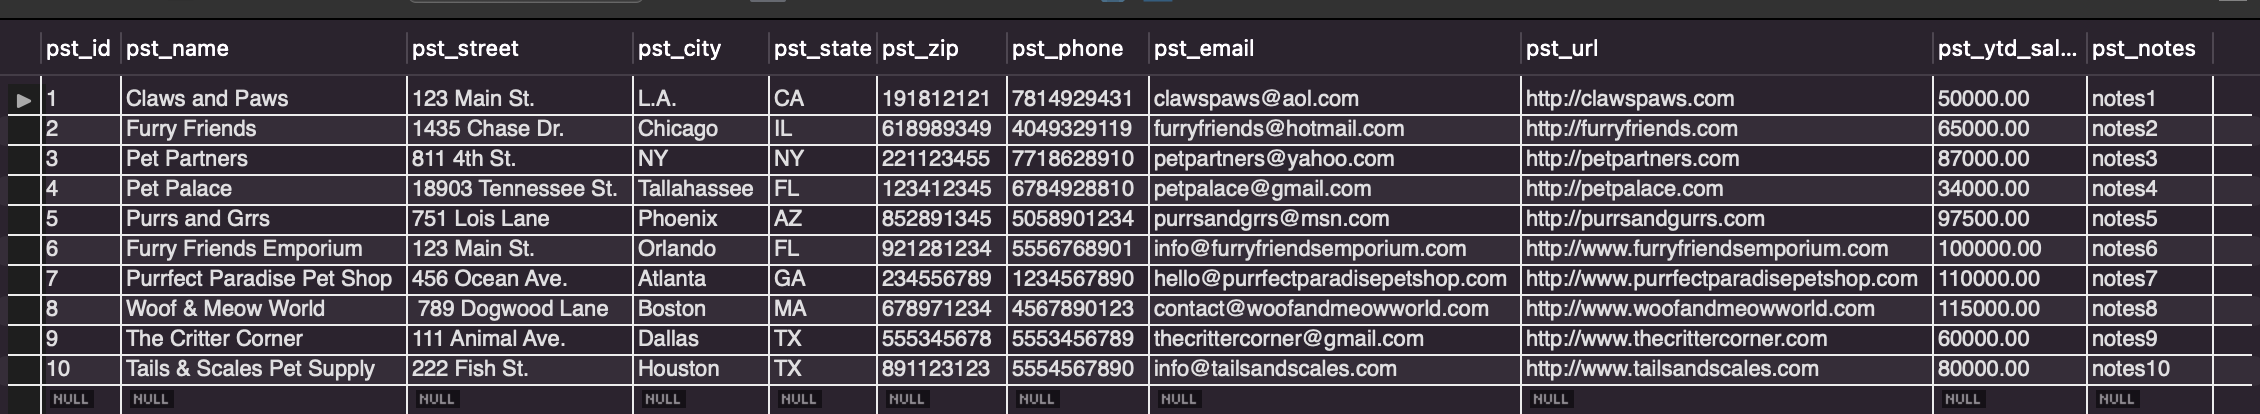 pst_id pst_name pst_street pst_city pst_state pst_zip pst_phone pst_email pst_url pst_ytd_sal... pst_notes
1 Claws and Paws 123 Main St. L.A. CA 191812121 7814929431 clawspaws@aol.com http://clawspaws.com 50000.00 notes1
2 Furry Friends 1435 Chase Dr. Chicago IL 618989349 4049329119 furryfriends@hotmail.com http://furryfriends.com 65000.00 notes2
3 Pet Partners 811 4th St. NY NY 221123455 7718628910 petpartners@yahoo.com http://petpartners.com 87000.00 notes3
4 Pet Palace 18903 Tennessee St. Tallahassee FL 123412345 6784928810 petpalace@gmail.com http://petpalace.com 34000.00 notes4
5 Purrs and Grrs 751 Lois Lane Phoenix AZ 852891345 5058901234 purrsandgrrs@msn.com http://purrsandgurrs.com 97500.00 notes5
6 Furry Friends Emporium 123 Main St. Orlando FL 921281234 5556768901 info@furryfriendsemporium.com http://www.furryfriendsemporium.com 100000.00 notes6
7 Purrfect Paradise Pet Shop 456 Ocean Ave. Atlanta GA 234556789 1234567890 hello@purrfectparadisepetshop.com http://www.purrfectparadisepetshop.com 110000.00 notes7
8 Woof & Meow World 789 Dogwood Lane Boston MA 678971234 4567890123 contact@woofandmeowworld.com http://www.woofandmeowworld.com 115000.00 notes8
9 The Critter Corner 111 Animal Ave. Dallas TX 555345678 5553456789 thecrittercorner@gmail.com http://www.thecrittercorner.com 60000.00 notes9
10 Tails & Scales Pet Supply 222 Fish St. Houston TX 891123123 5554567890 info@tailsandscales.com http://www.tailsandscales.com 80000.00 notes10
NULL NULL NULL NULL NULL NULL NULL NULL NULL NULL NULL